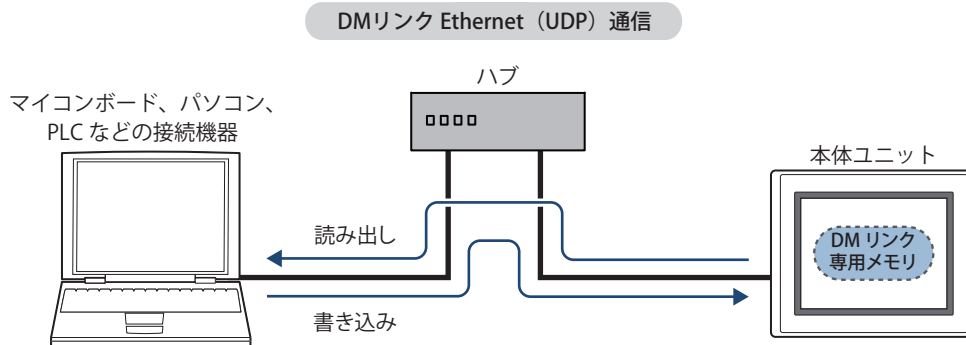 DMリンク Ethernet（UDP）通信
ハブ
マイコンボード、パソコン、
PLC などの接続機器
本体ユニット
読み出し
DM リンク
専用メモリ
書き込み